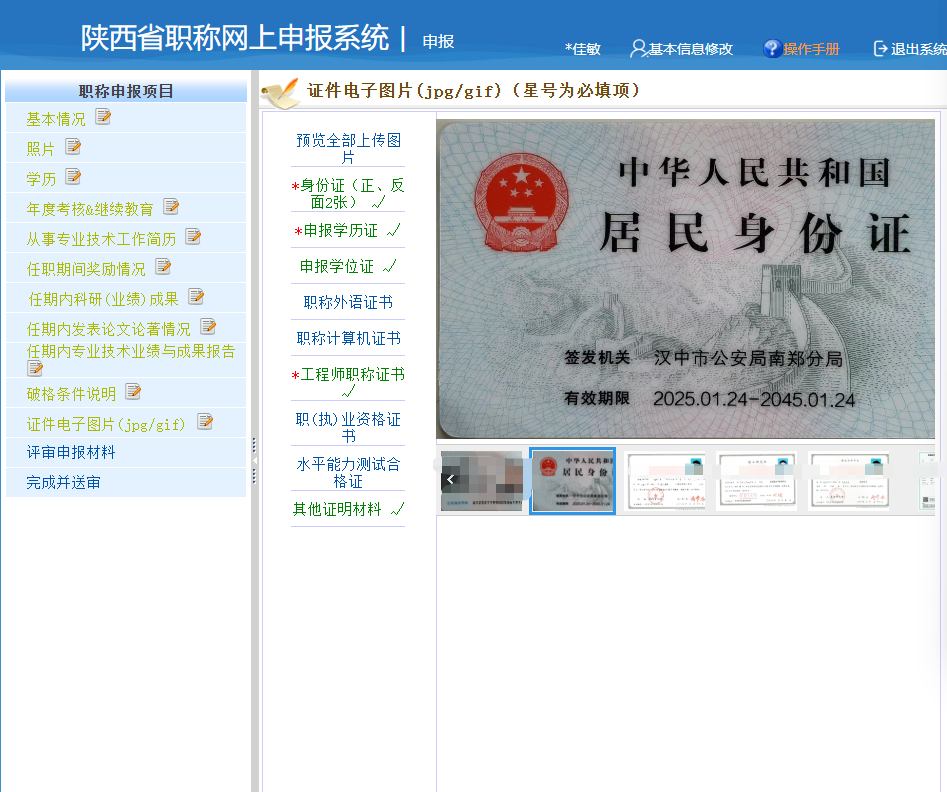 陕西省职称网上申报系统 | 申报
*佳敏
基本信息修改
操作手册
退出系统
职称申报项目
基本情况
照片
学历
年度考核&继续教育
从事专业技术工作简历
任职期间奖励情况
任期内科研(业绩)成果
任期内发表论文论著情况
任期内专业技术业绩与成果报告
破格条件说明
证件电子图片(jpg/gif)
评审申报材料
完成并送审
证件电子图片(jpg/gif)（星号为必填项）
预览全部上传图
片
*身份证（正、反
面2张） ✓
*申报学历证 ✓
申报学位证 ✓
职称外语证书
职称计算机证书
*工程师职称证书
✓
职(执)业资格证
书
水平能力测试合
格证
其他证明材料 ✓
中华人民共和国
居民身份证
签发机关 汉中市公安局南郑分局
有效期限 2025.01.24-2045.01.24
中华人民共和
居民身份